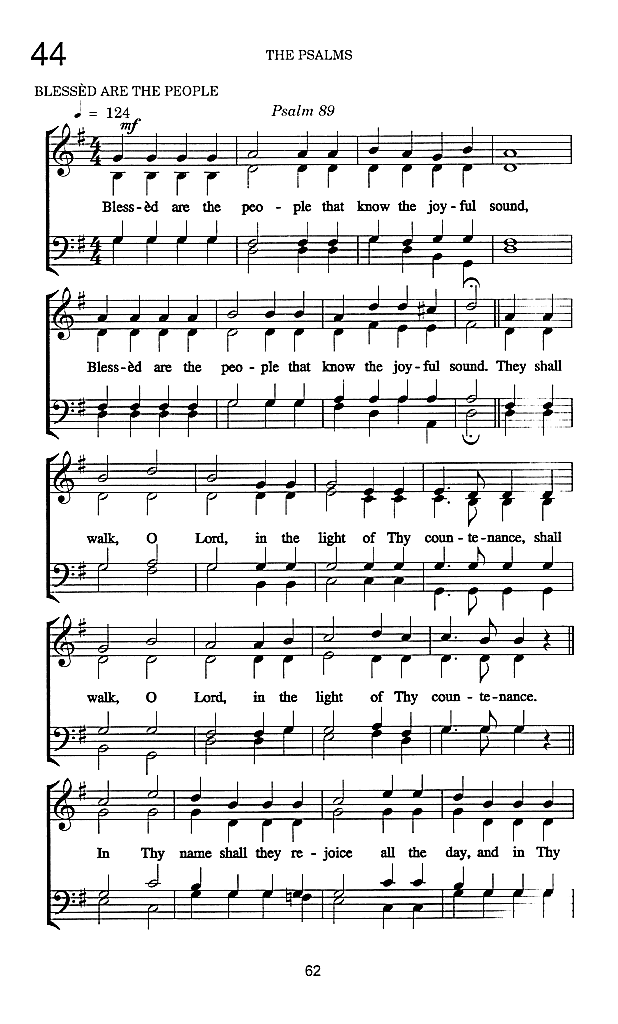 44
THE PSALMS
BLESSÈD ARE THE PEOPLE
♩ = 124
Psalm 89
mf
Bless-èd are the peo - ple that know the joy-ful sound,
Bless-èd are the peo - ple that know the joy-ful sound. They shall
walk, O Lord, in the light of Thy coun-te-nance, shall
walk, O Lord, in the light of Thy coun - te-nance.
In Thy name shall they re-joice all the day, and in Thy
62